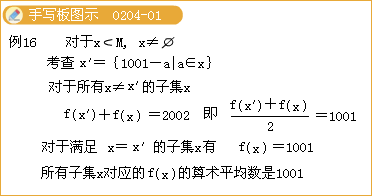 手写板图示 0204-01
例16 对于x⊂M, x≠∅
考查 x′= {1001-a|a∈x}
对于所有x≠x′的子集x
f(x′)+f(x) =2002 即 \frac{f(x′)+f(x)}{2} =1001
对于满足 x= x′ 的子集x有 f(x) =1001
所有子集x对应的f(x)的算术平均数是1001